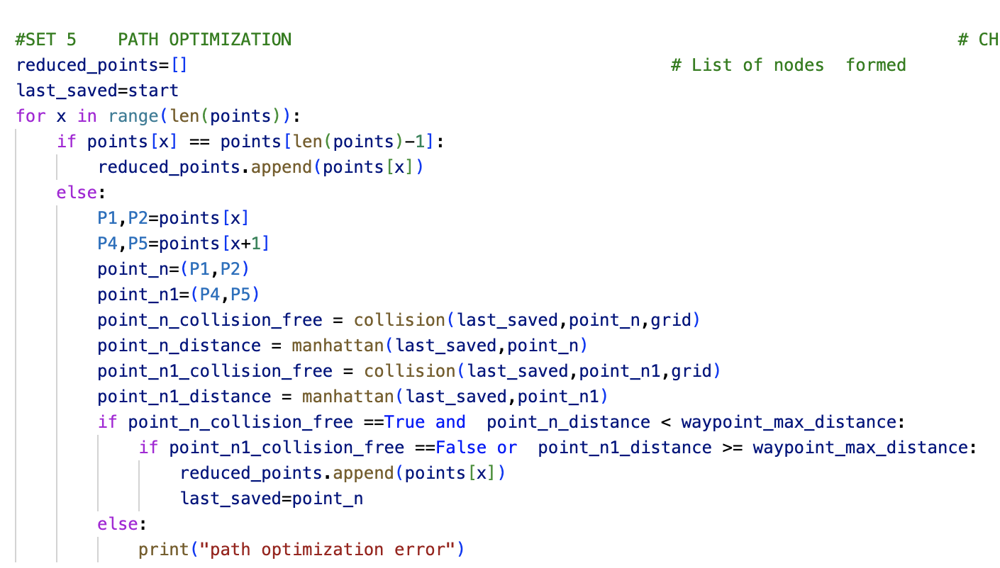 #SET 5    PATH OPTIMIZATION                                                                 # CH
reduced_points=[]                                               # List of nodes  formed
last_saved=start
for x in range(len(points)):
    if points[x] == points[len(points)-1]:
        reduced_points.append(points[x])
    else:
        P1,P2=points[x]
        P4,P5=points[x+1]
        point_n=(P1,P2)
        point_n1=(P4,P5)
        point_n_collision_free = collision(last_saved,point_n,grid)
        point_n_distance = manhattan(last_saved,point_n)
        point_n1_collision_free = collision(last_saved,point_n1,grid)
        point_n1_distance = manhattan(last_saved,point_n1)
        if point_n_collision_free ==True and  point_n_distance < waypoint_max_distance:
            if point_n1_collision_free ==False or  point_n1_distance >= waypoint_max_distance:
                reduced_points.append(points[x])
                last_saved=point_n
        else:
            print("path optimization error")